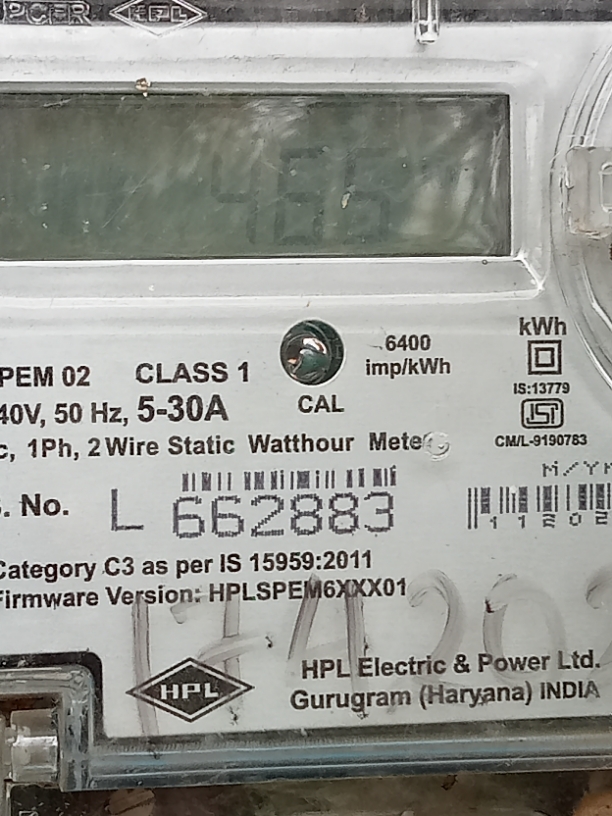 HPL
466
kWh
6400
imp/kWh
PEM 02 CLASS 1
IS:13779
40V, 50 Hz, 5-30A
CAL
CM/L-9190783
c, 1Ph, 2 Wire Static Watthour Meter
. No. L 662883
Category C3 as per IS 15959:2011
Firmware Version: HPLSPEM6XXX01
HPL
HPL Electric & Power Ltd.
Gurugram (Haryana) INDIA